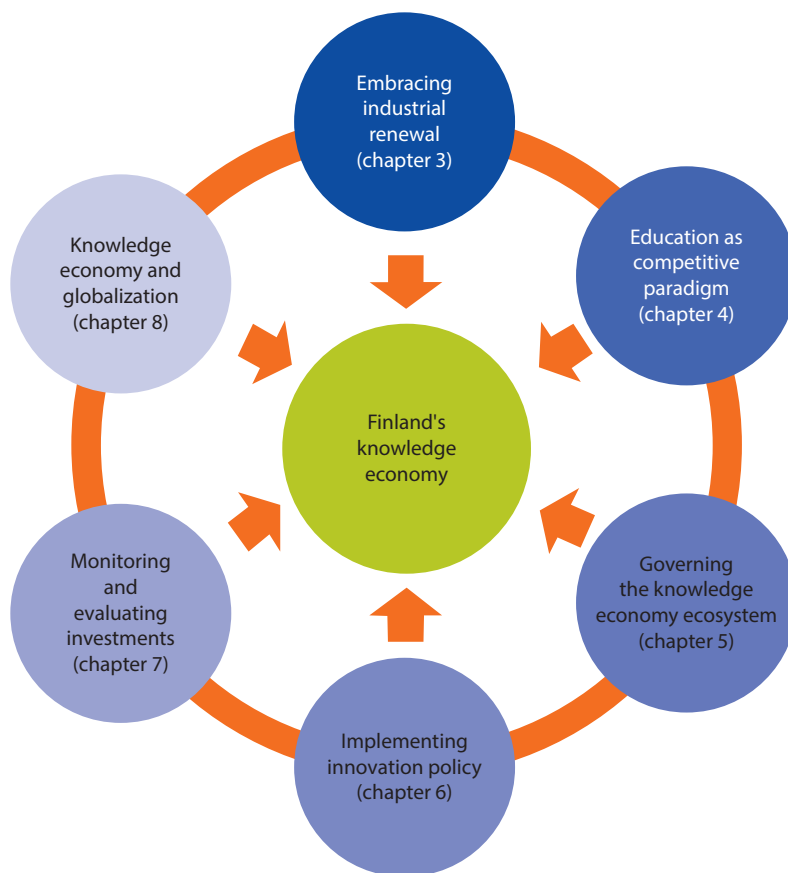 Embracing
industrial
renewal
(chapter 3)
Education as
competitive
paradigm
(chapter 4)
Governing
the knowledge
economy ecosystem
(chapter 5)
Implementing
innovation policy
(chapter 6)
Monitoring
and
evaluating
investments
(chapter 7)
Knowledge
economy and
globalization
(chapter 8)
Finland's
knowledge
economy